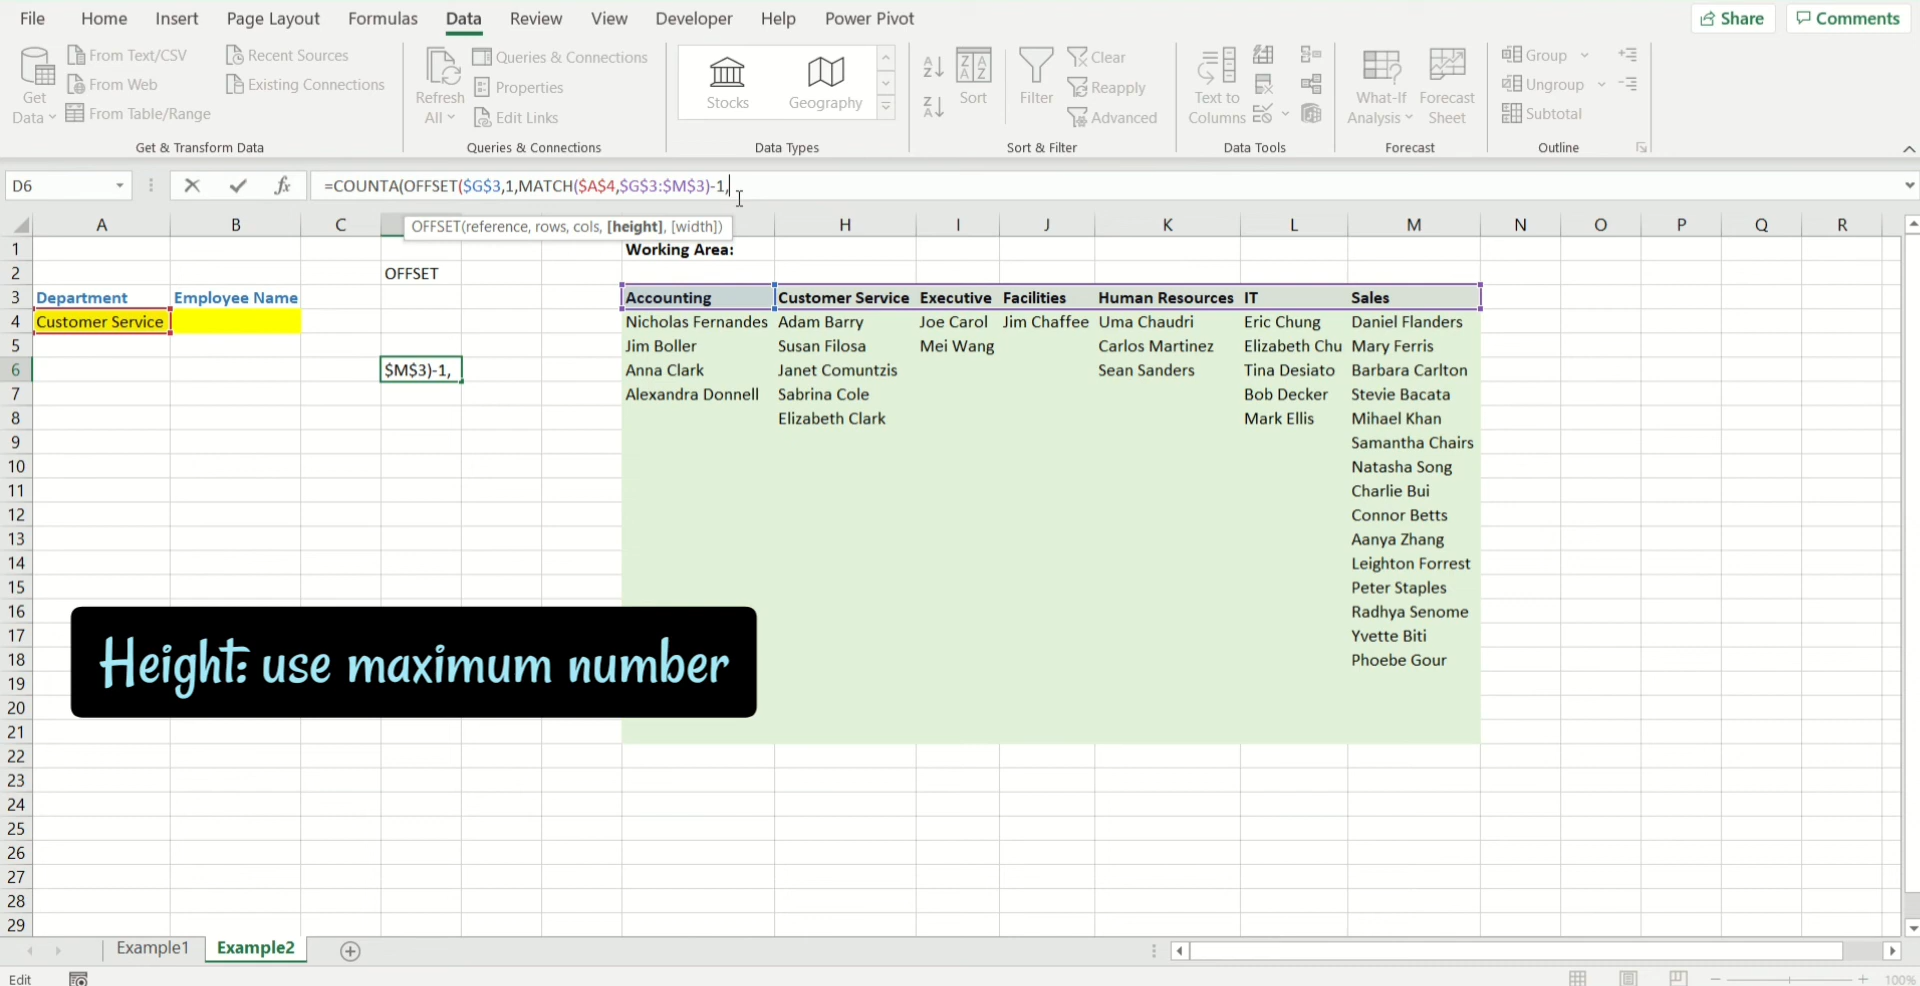 File Home Insert Page Layout Formulas Data Review View Developer Help Power Pivot Share Comments
Get Data
From Text/CSV
From Web
From Table/Range
Recent Sources
Existing Connections
Get & Transform Data
Refresh All
Queries & Connections
Properties
Edit Links
Queries & Connections
Stocks Geography
Data Types
Sort
Filter
Clear
Reapply
Advanced
Sort & Filter
Text to Columns
Data Tools
What-If Analysis
Forecast Sheet
Forecast
Group
Ungroup
Subtotal
Outline
D6 fx =COUNTA(OFFSET($G$3,1,MATCH($A$4,$G$3:$M$3)-1,
OFFSET(reference, rows, cols, [height], [width])
A B C H I J K L M N O P Q R
1 Working Area:
2 OFFSET
3 Department Employee Name Accounting Customer Service Executive Facilities Human Resources IT Sales
4 Customer Service Nicholas Fernandes Adam Barry Joe Carol Jim Chaffee Uma Chaudri Eric Chung Daniel Flanders
5 Jim Boller Susan Filosa Mei Wang Carlos Martinez Elizabeth Chu Mary Ferris
6 $M$3)-1, Anna Clark Janet Comuntzis Sean Sanders Tina Desiato Barbara Carlton
7 Alexandra Donnell Sabrina Cole Bob Decker Stevie Bacata
8 Elizabeth Clark Mark Ellis Mihael Khan
9 Samantha Chairs
10 Natasha Song
11 Charlie Bui
12 Connor Betts
13 Aanya Zhang
14 Leighton Forrest
15 Peter Staples
16 Radhya Senome
17 Yvette Biti
18 Phoebe Gour
Height: use maximum number
19
20
21
22
23
24
25
26
27
28
29
Example1 Example2
Edit 100%